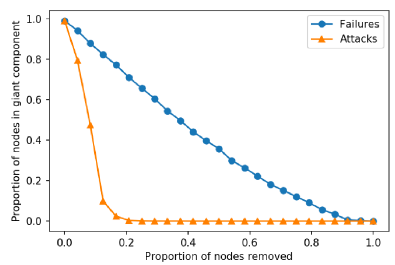 Failures
Attacks
Proportion of nodes in giant component
1.0
0.8
0.6
0.4
0.2
0.0
0.0 0.2 0.4 0.6 0.8 1.0
Proportion of nodes removed